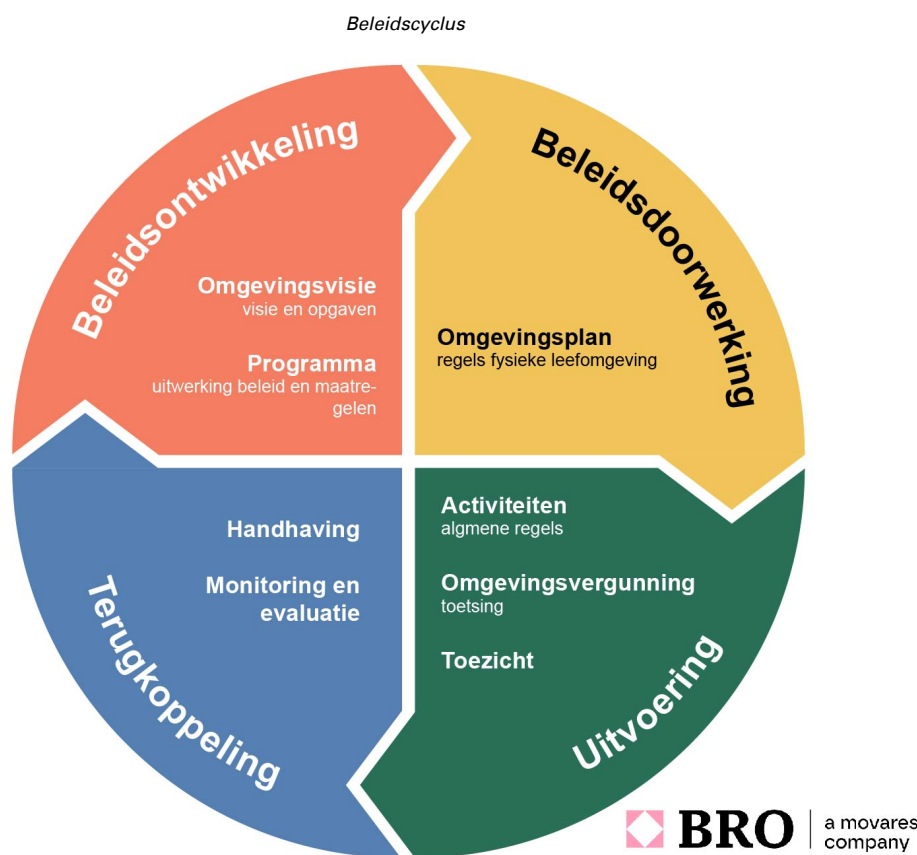 Beleidscyclus
Beleidsontwikkeling
Omgevingsvisie
visie en opgaven
Programma
uitwerking beleid en maatre-
gelen
Beleidsdoorwerking
Omgevingsplan
regels fysieke leefomgeving
Activiteiten
algmene regels
Omgevingsvergunning
toetsing
Toezicht
Uitvoering
Handhaving
Monitoring en
evaluatie
Terugkoppeling
BRO
a movares
company